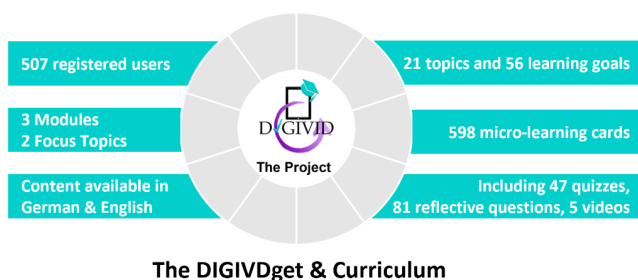 507 registered users
3 Modules
2 Focus Topics
Content available in
German & English
DIGIVID
The Project
21 topics and 56 learning goals
598 micro-learning cards
Including 47 quizzes,
81 reflective questions, 5 videos
The DIGIVDget & Curriculum